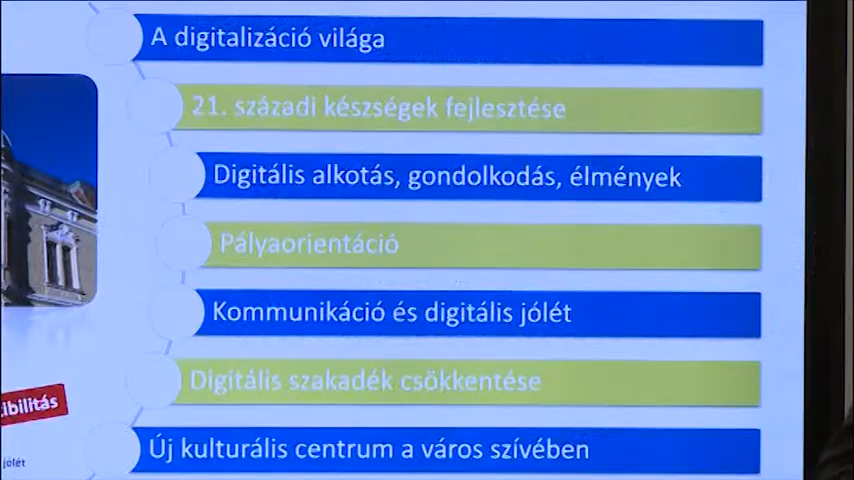 A digitalizáció világa
21. századi készségek fejlesztése
Digitális alkotás, gondolkodás, élmények
Pályaorientáció
Kommunikáció és digitális jólét
Digitális szakadék csökkentése
Új kulturális centrum a város szívében
ibilitás
jólét